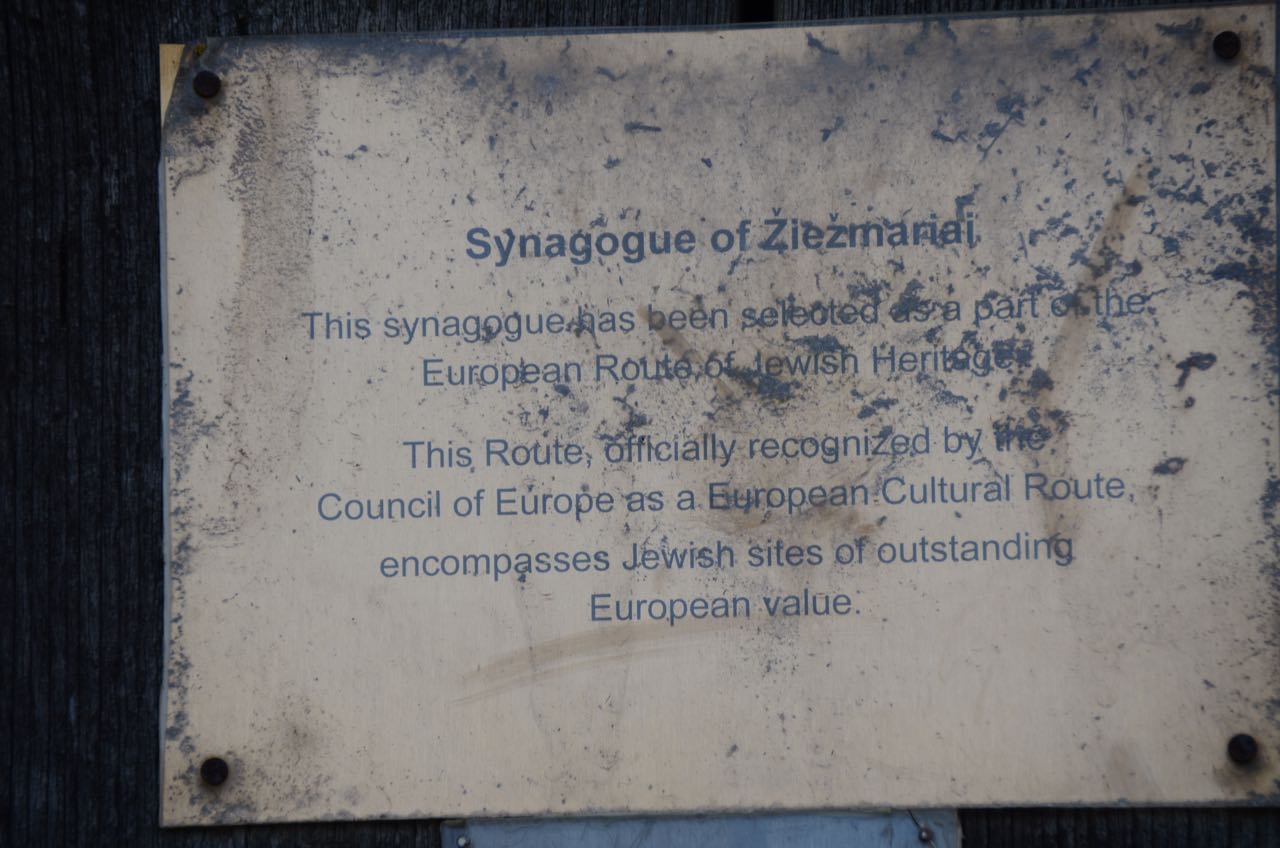 Synagogue of Žiežmariai
This synagogue has been selected as a part of the
European Route of Jewish Heritage.
This Route, officially recognized by the
Council of Europe as a European Cultural Route,
encompasses Jewish sites of outstanding
European value.